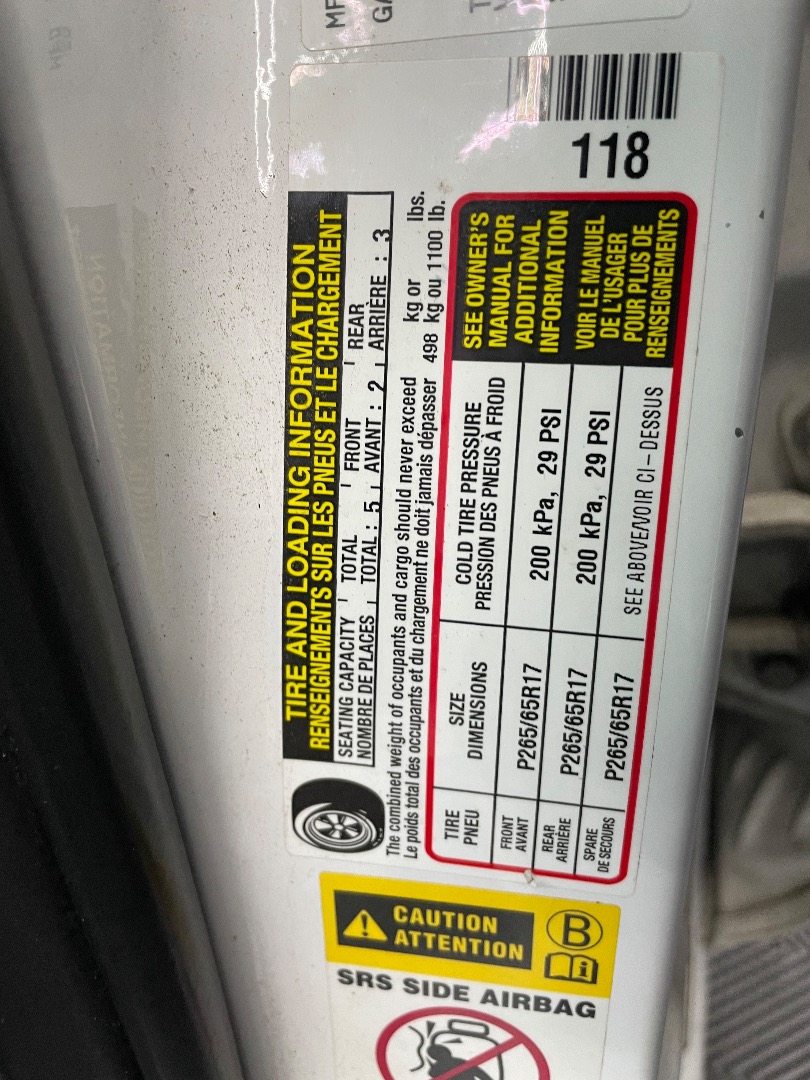 MF
GA
118
TIRE AND LOADING INFORMATION
RENSEIGNEMENTS SUR LES PNEUS ET LE CHARGEMENT
SEATING CAPACITY TOTAL FRONT REAR
NOMBRE DE PLACES TOTAL : 5 AVANT : 2 ARRIÈRE : 3
The combined weight of occupants and cargo should never exceed kg or lbs.
Le poids total des occupants et du chargement ne doit jamais dépasser 498 kg ou 1100 lb.
TIRE SIZE COLD TIRE PRESSURE
PNEU DIMENSIONS PRESSION DES PNEUS À FROID
FRONT
AVANT P265/65R17 200 kPa, 29 PSI
REAR
ARRIÈRE P265/65R17 200 kPa, 29 PSI
SPARE
DE SECOURS P265/65R17 SEE ABOVE/VOIR CI–DESSUS
SEE OWNER'S
MANUAL FOR
ADDITIONAL
INFORMATION
VOIR LE MANUEL
DE L'USAGER
POUR PLUS DE
RENSEIGNEMENTS
CAUTION
ATTENTION
B
i
SRS SIDE AIRBAG